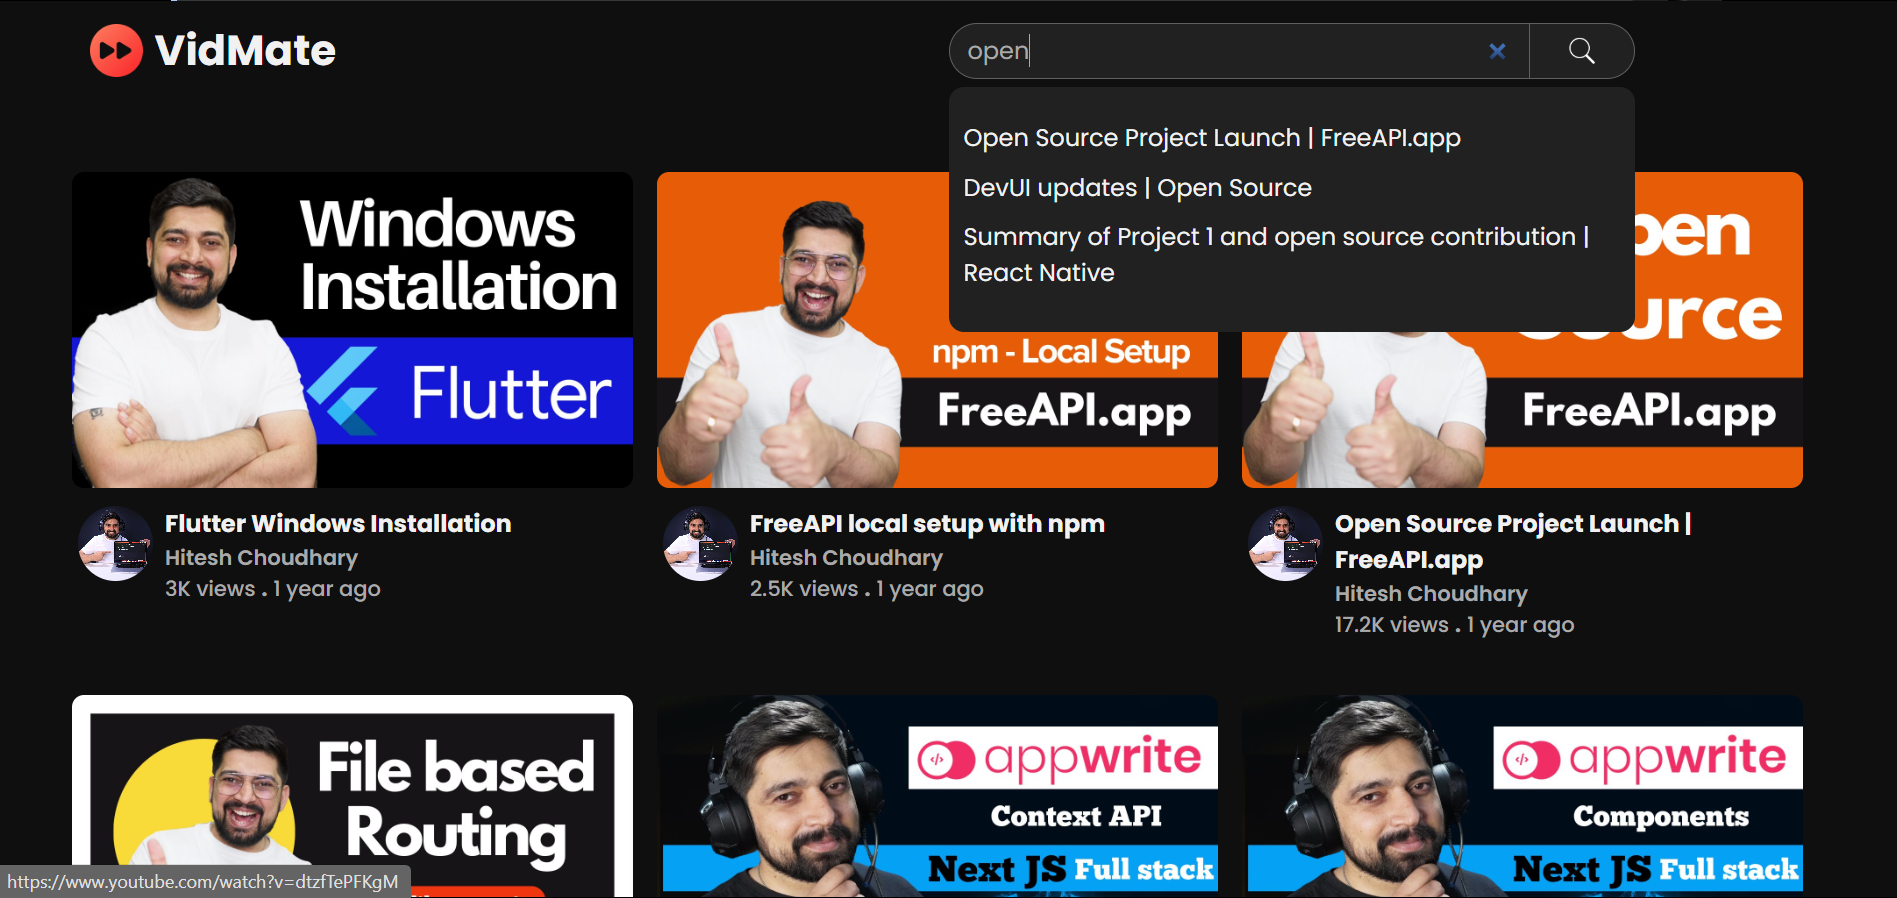 VidMate
open
Open Source Project Launch | FreeAPI.app
DevUI updates | Open Source
Summary of Project 1 and open source contribution |
React Native
Windows
Installation
Flutter
npm - Local Setup
FreeAPI.app
pen
urce
FreeAPI.app
Flutter Windows Installation
Hitesh Choudhary
3K views . 1 year ago
FreeAPI local setup with npm
Hitesh Choudhary
2.5K views . 1 year ago
Open Source Project Launch |
FreeAPI.app
Hitesh Choudhary
17.2K views . 1 year ago
File based
Routing
appwrite
Context API
Next JS Full stack
appwrite
Components
Next JS Full stack
https://www.youtube.com/watch?v=dtzfTePFKgM